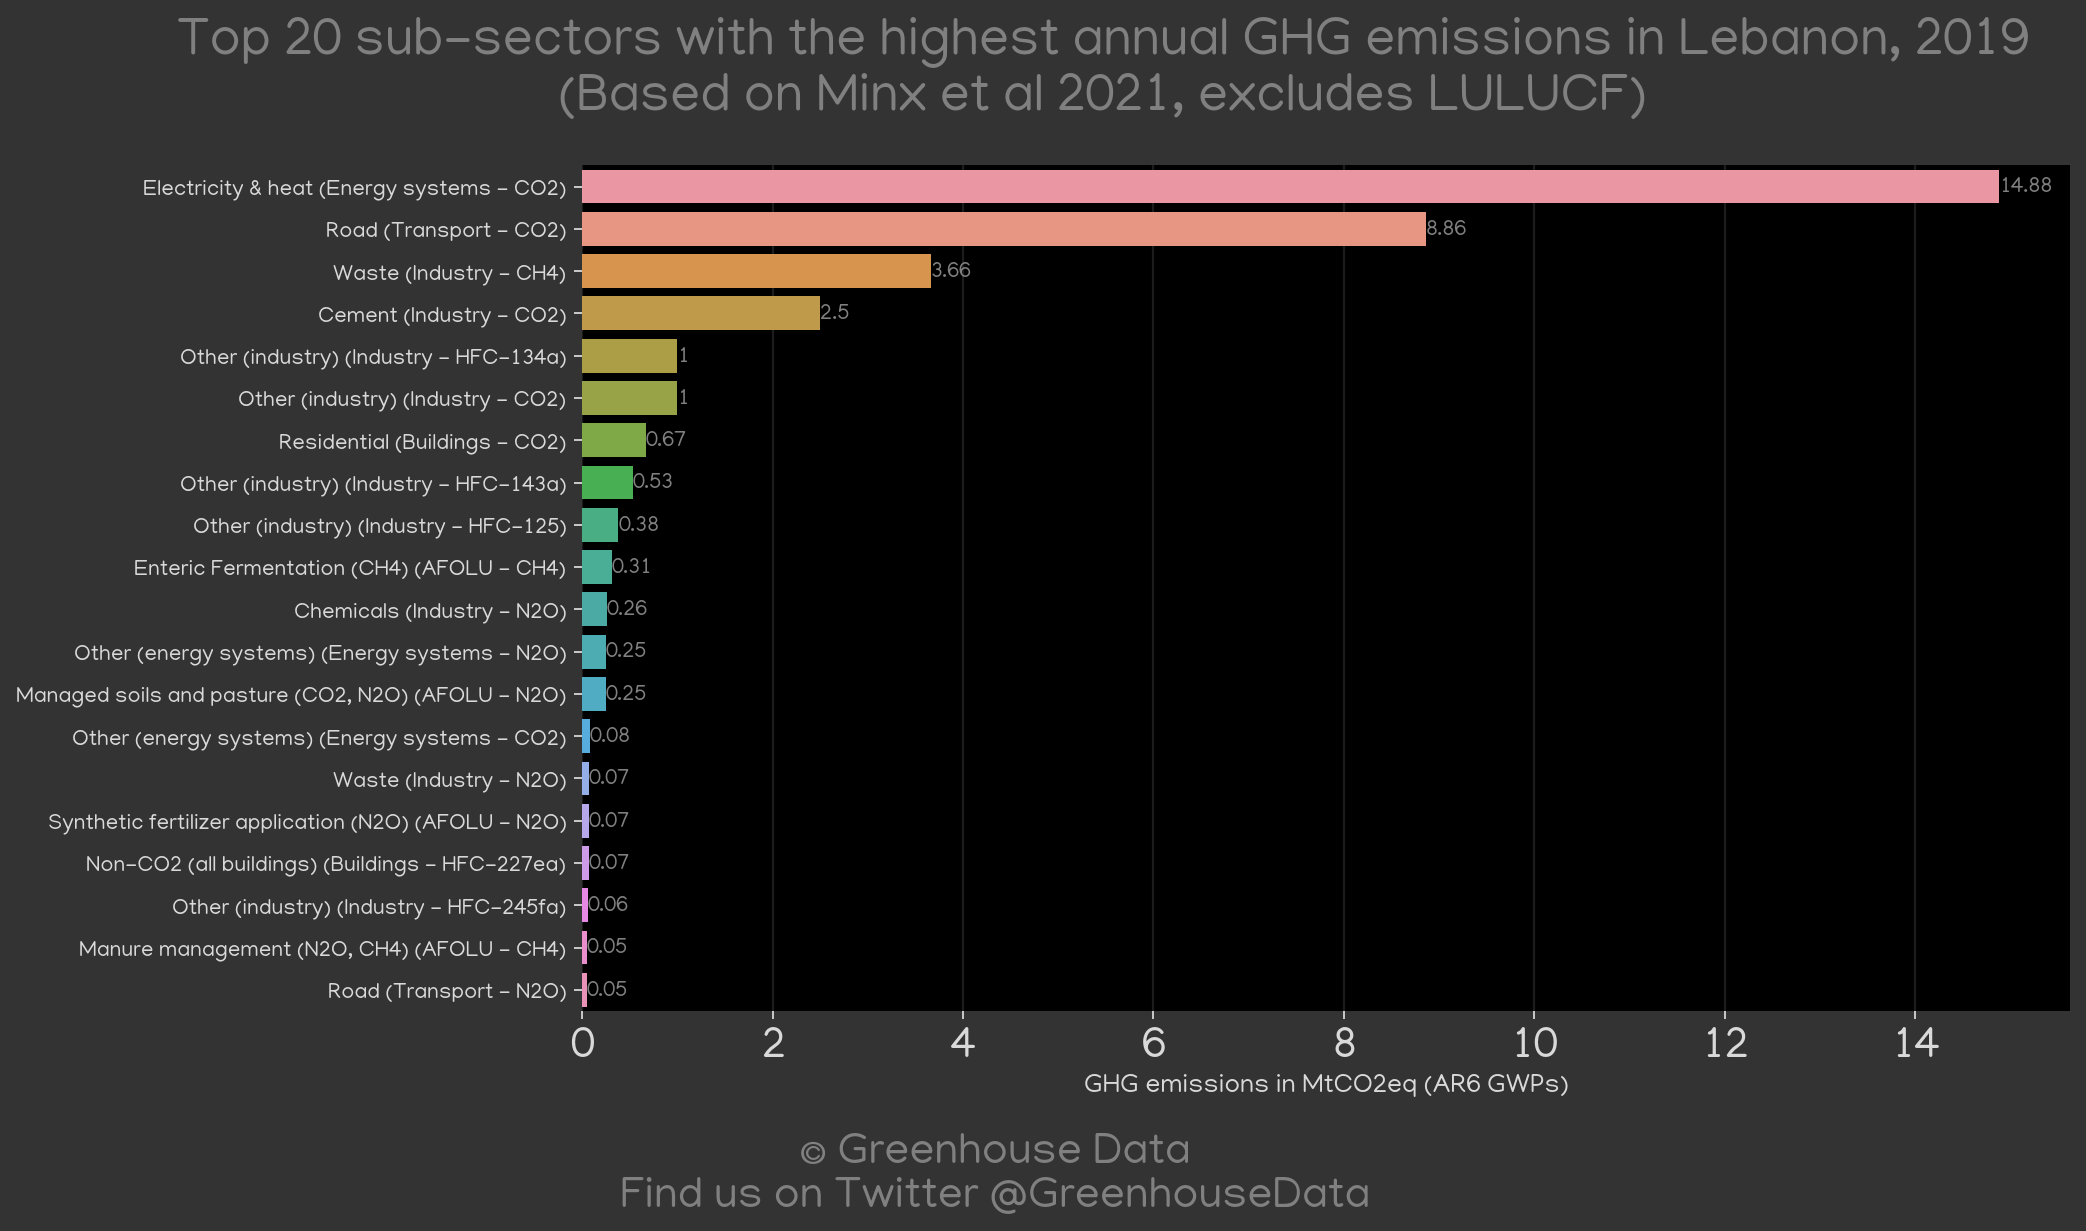 Top 20 sub-sectors with the highest annual GHG emissions in Lebanon, 2019
(Based on Minx et al 2021, excludes LULUCF)
Electricity & heat (Energy systems - CO2) 14.88
Road (Transport - CO2) 8.86
Waste (Industry - CH4) 3.66
Cement (Industry - CO2) 2.5
Other (industry) (Industry - HFC-134a) 1
Other (industry) (Industry - CO2) 1
Residential (Buildings - CO2) 0.67
Other (industry) (Industry - HFC-143a) 0.53
Other (industry) (Industry - HFC-125) 0.38
Enteric Fermentation (CH4) (AFOLU - CH4) 0.31
Chemicals (Industry - N2O) 0.26
Other (energy systems) (Energy systems - N2O) 0.25
Managed soils and pasture (CO2, N2O) (AFOLU - N2O) 0.25
Other (energy systems) (Energy systems - CO2) 0.08
Waste (Industry - N2O) 0.07
Synthetic fertilizer application (N2O) (AFOLU - N2O) 0.07
Non-CO2 (all buildings) (Buildings - HFC-227ea) 0.07
Other (industry) (Industry - HFC-245fa) 0.06
Manure management (N2O, CH4) (AFOLU - CH4) 0.05
Road (Transport - N2O) 0.05
0 2 4 6 8 10 12 14
GHG emissions in MtCO2eq (AR6 GWPs)
© Greenhouse Data
Find us on Twitter @GreenhouseData